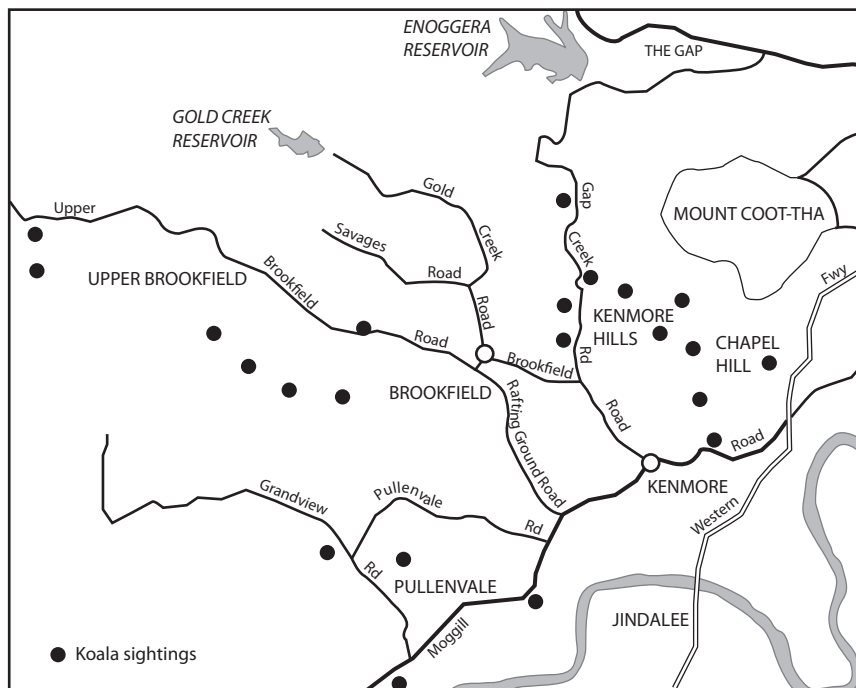 ENOGGERA
RESERVOIR
THE GAP
GOLD CREEK
RESERVOIR
Gold
Creek
Road
Gap
Creek
Rd
MOUNT COOT-THA
Upper
Brookfield
Road
Savages
Road
Fwy
UPPER BROOKFIELD
KENMORE
HILLS
CHAPEL
HILL
Brookfield
Road
BROOKFIELD
Rafting Ground Road
Road
KENMORE
Grandview
Rd
Pullenvale
Rd
Western
PULLENVALE
JINDALEE
Moggill
Koala sightings